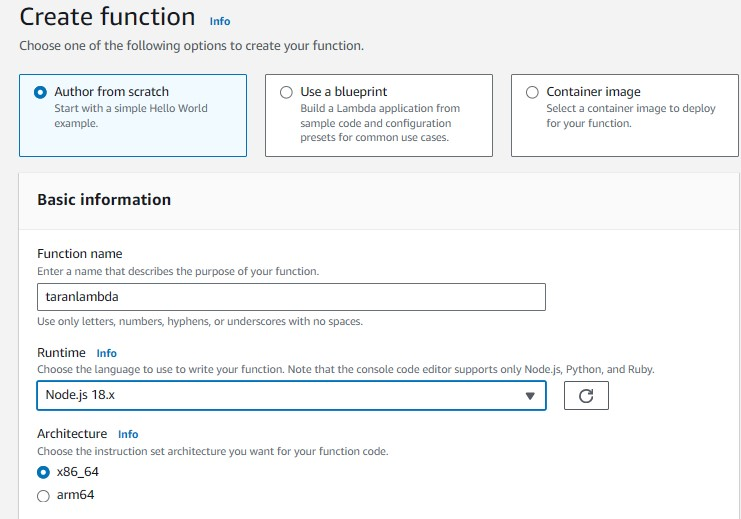 Create function Info
Choose one of the following options to create your function.
Author from scratch
Start with a simple Hello World
example.
Use a blueprint
Build a Lambda application from
sample code and configuration
presets for common use cases.
Container image
Select a container image to deploy
for your function.
Basic information
Function name
Enter a name that describes the purpose of your function.
taranlambda
Use only letters, numbers, hyphens, or underscores with no spaces.
Runtime Info
Choose the language to use to write your function. Note that the console code editor supports only Node.js, Python, and Ruby.
Node.js 18.x
Architecture Info
Choose the instruction set architecture you want for your function code.
x86_64
arm64